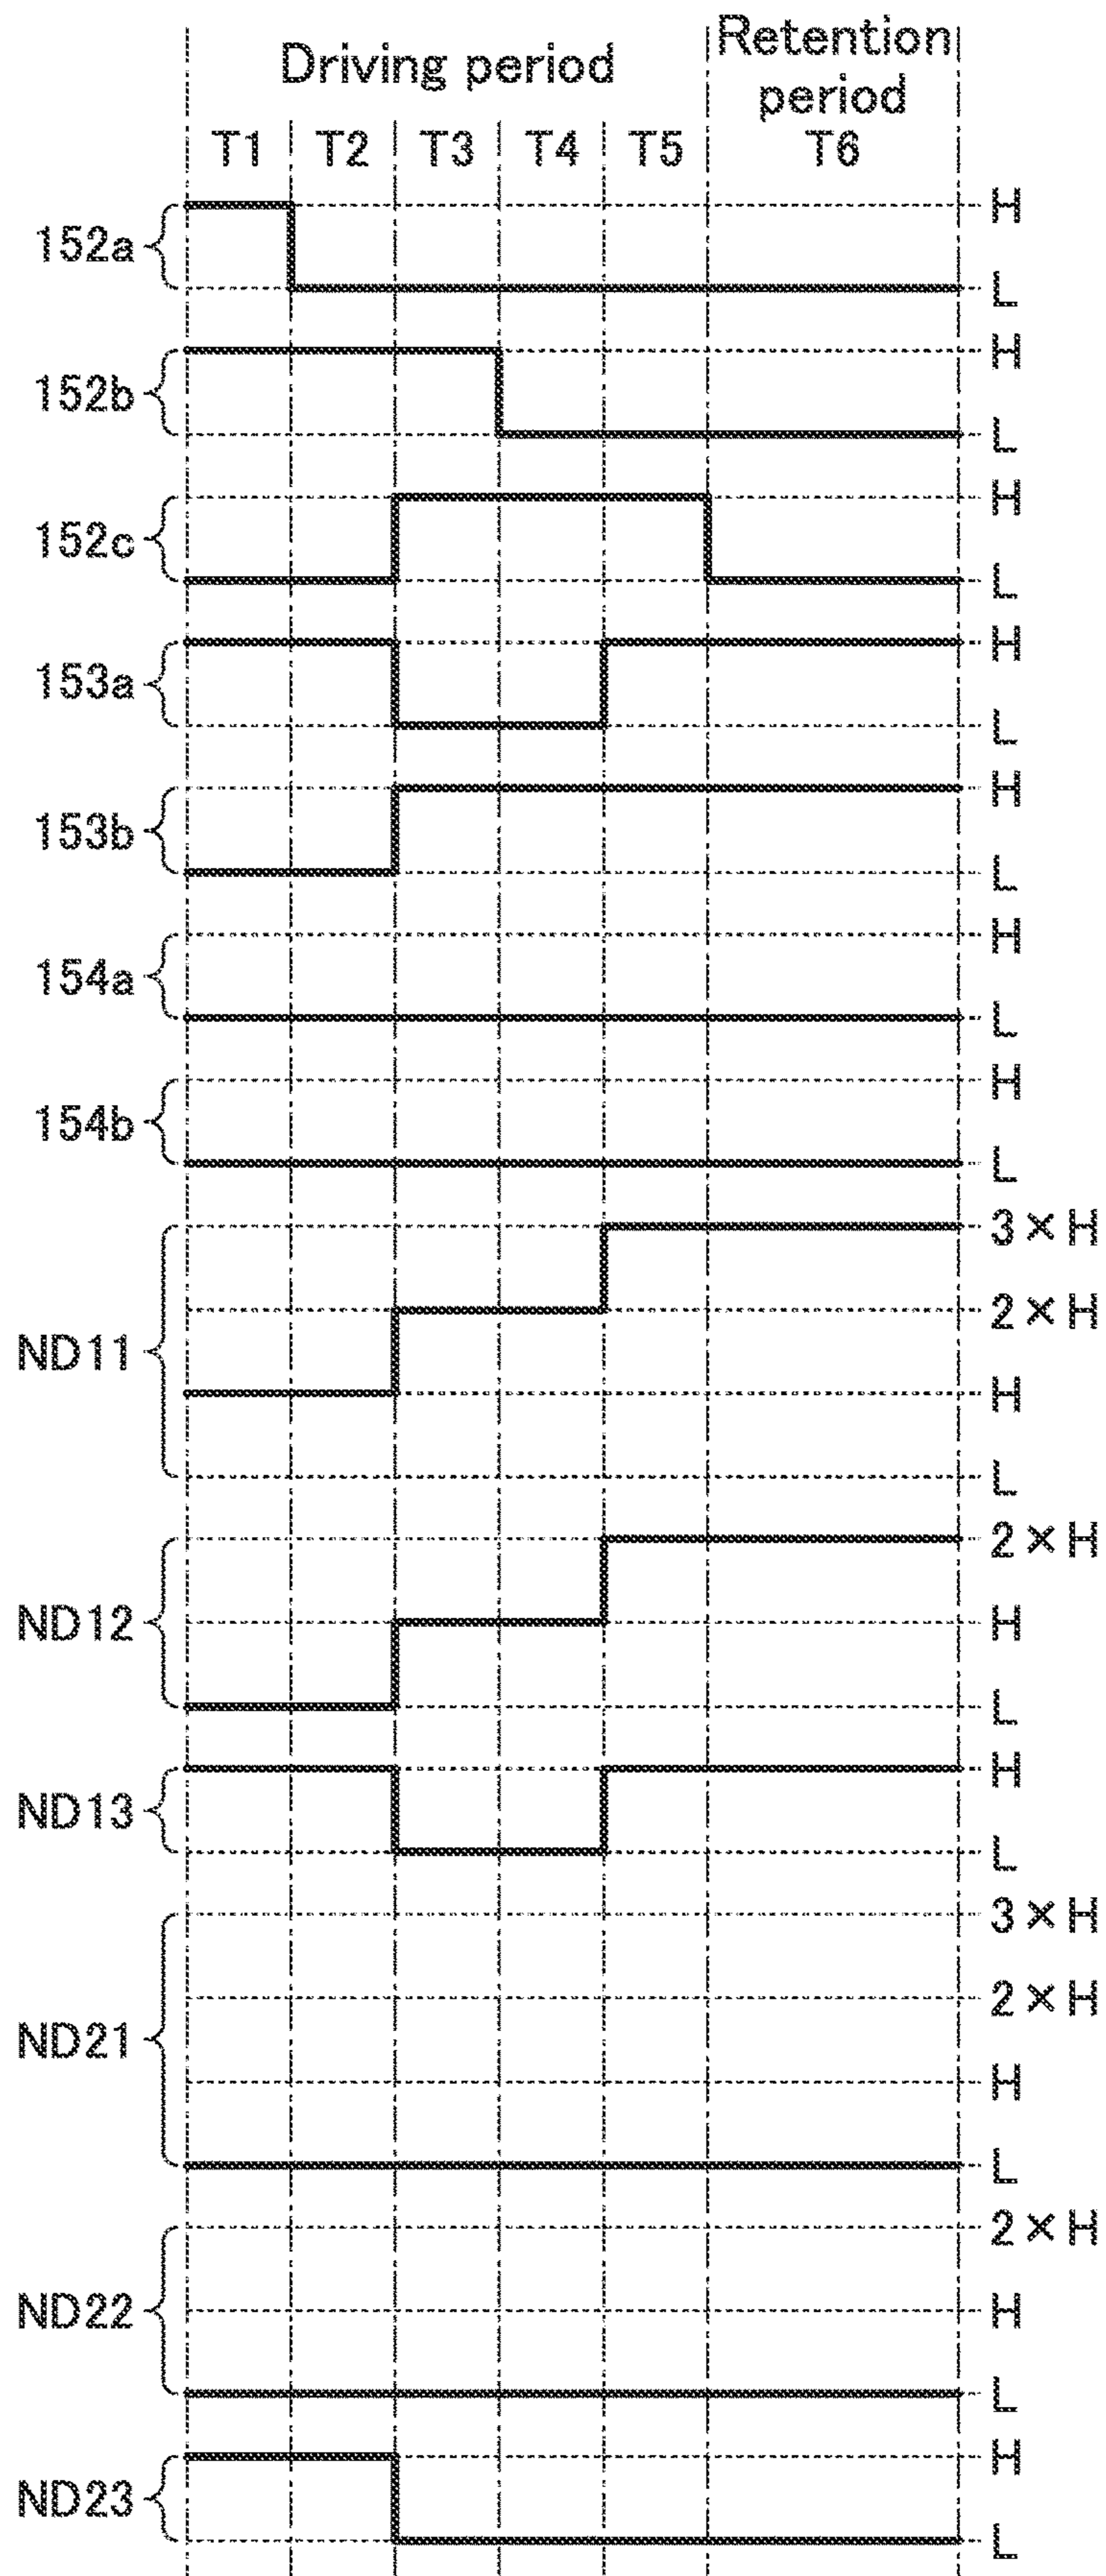 Driving period
Retention
period
T1 T2 T3 T4 T5 T6
152a H
L
152b H
L
152c H
L
153a H
L
153b H
L
154a H
L
154b H
L
ND11 3×H
2×H
H
L
ND12 2×H
H
L
ND13 H
L
ND21 3×H
2×H
H
L
ND22 2×H
H
L
ND23 H
L